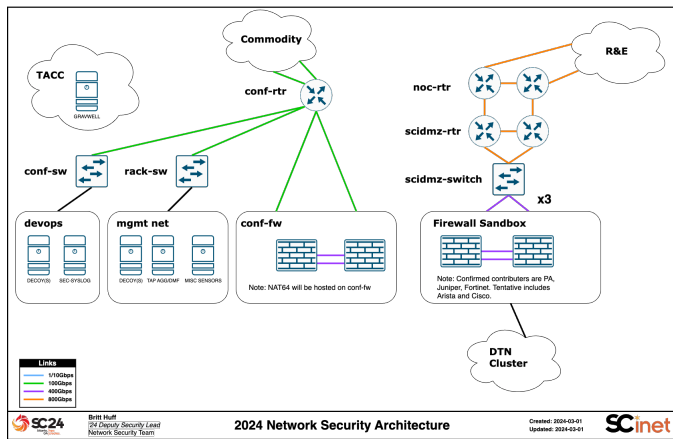 Commodity
R&E
TACC
GRAVWELL
conf-rtr
noc-rtr
scidmz-rtr
conf-sw
rack-sw
scidmz-switch
x3
devops
DECOY(S)
SEC-SYSLOG
mgmt net
DECOY(S)
TAP AGG/DMF
MISC SENSORS
conf-fw
Note: NAT64 will be hosted on conf-fw
Firewall Sandbox
Note: Confirmed contributers are PA,
Juniper, Fortinet. Tentative includes
Arista and Cisco.
DTN
Cluster
Links
1/10Gbps
100Gbps
400Gbps
800Gbps
SC24
Britt Huff
'24 Deputy Security Lead
Network Security Team
2024 Network Security Architecture
Created: 2024-03-01
Updated: 2024-03-01
SCinet